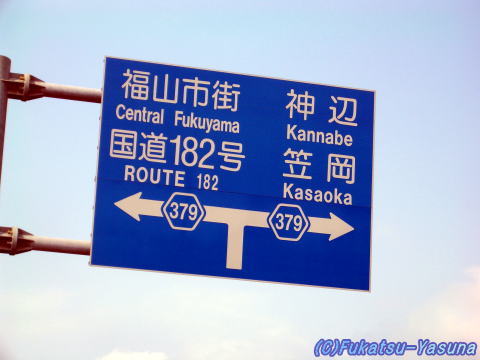 福山市街
Central Fukuyama
国道182号
ROUTE 182
神辺
Kannabe
笠岡
Kasaoka
379
379
(C)Fukatsu-Yasuna